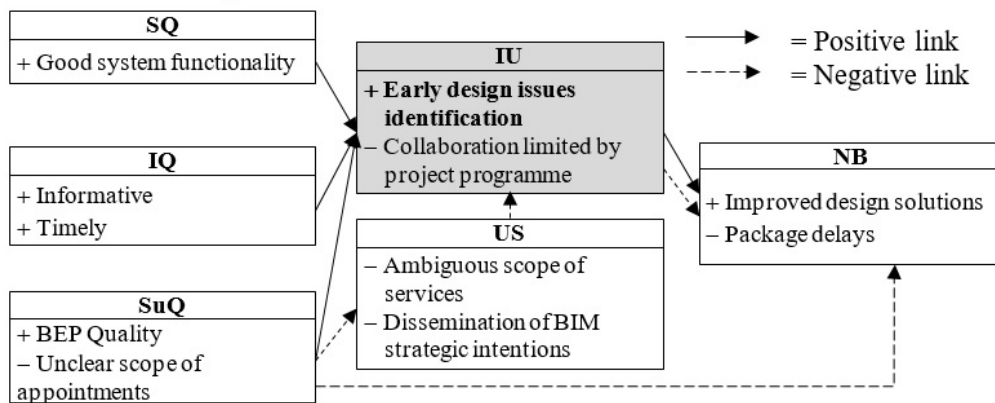 SQ
+ Good system functionality
IQ
+ Informative
+ Timely
SuQ
+ BEP Quality
– Unclear scope of
appointments
IU
+ Early design issues
identification
– Collaboration limited by
project programme
US
– Ambiguous scope of
services
– Dissemination of BIM
strategic intentions
= Positive link
= Negative link
NB
+ Improved design solutions
– Package delays